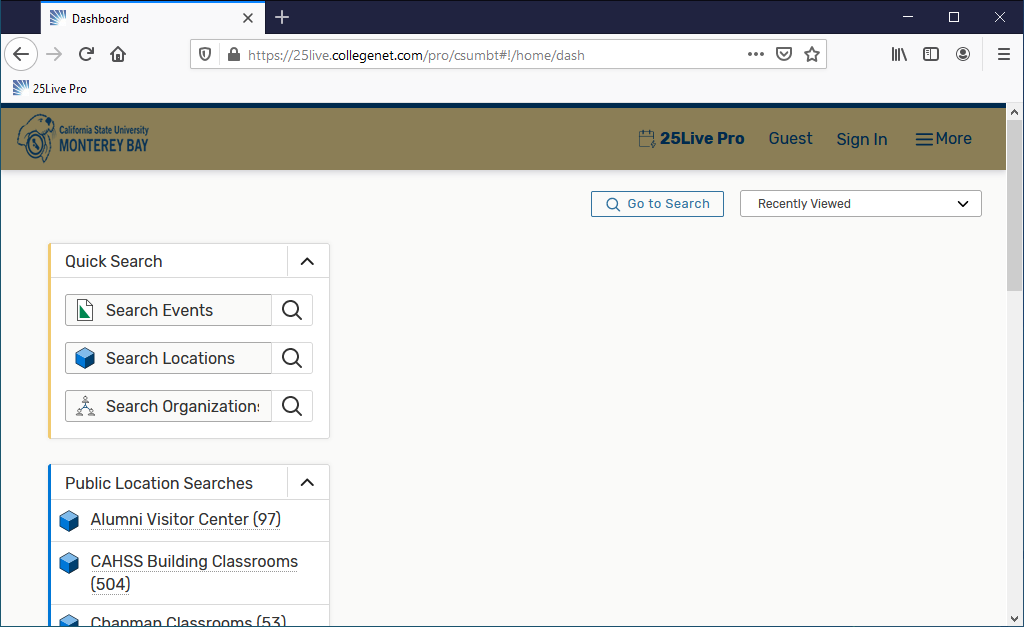 Dashboard
https://25live.collegenet.com/pro/csumbt#!/home/dash
25Live Pro
California State University
MONTEREY BAY
25Live Pro
Guest
Sign In
More
Go to Search
Recently Viewed
Quick Search
Search Events
Search Locations
Search Organizations
Public Location Searches
Alumni Visitor Center (97)
CAHSS Building Classrooms
(504)
Chapman Classrooms (53)